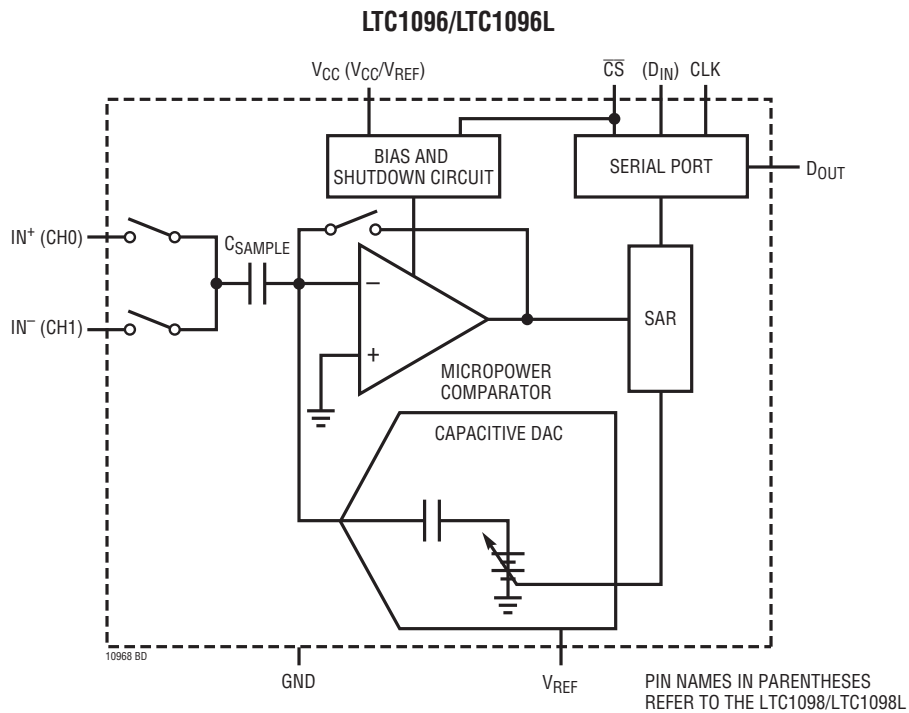 LTC1096/LTC1096L
VCC (VCC/VREF)
CS (DIN) CLK
BIAS AND
SHUTDOWN CIRCUIT
SERIAL PORT
DOUT
IN+ (CH0)
CSAMPLE
IN– (CH1)
–
+
SAR
MICROPOWER
COMPARATOR
CAPACITIVE DAC
10968 BD
GND
VREF
PIN NAMES IN PARENTHESES
REFER TO THE LTC1098/LTC1098L